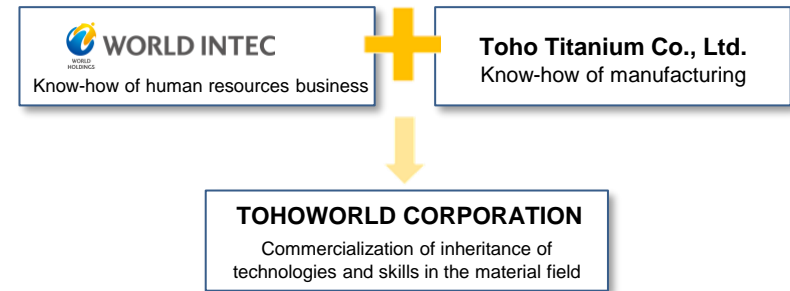 WORLD INTEC
WORLD
HOLDINGS
Know-how of human resources business
Toho Titanium Co., Ltd.
Know-how of manufacturing
TOHOWORLD CORPORATION
Commercialization of inheritance of
technologies and skills in the material field